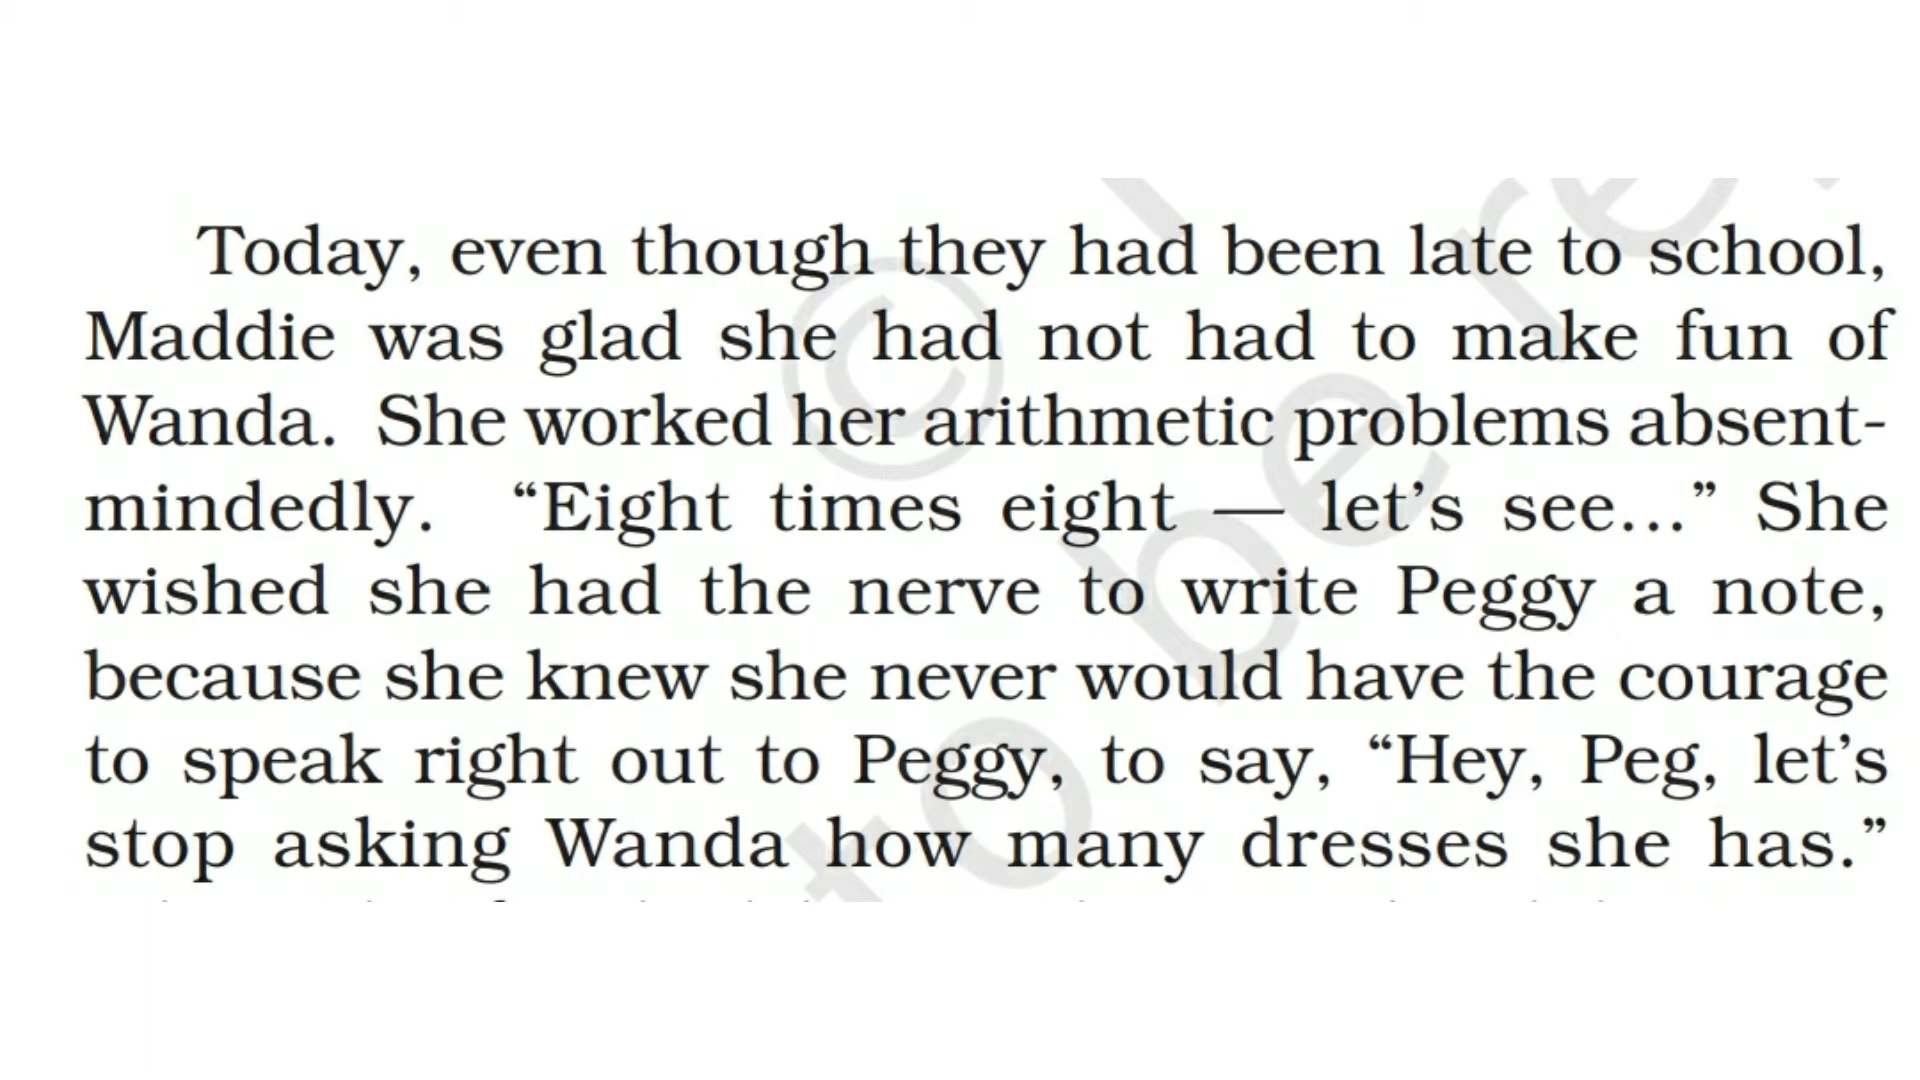 Today, even though they had been late to school,
Maddie was glad she had not had to make fun of
Wanda. She worked her arithmetic problems absent-
mindedly. “Eight times eight — let’s see...” She
wished she had the nerve to write Peggy a note,
because she knew she never would have the courage
to speak right out to Peggy, to say, “Hey, Peg, let’s
stop asking Wanda how many dresses she has.”